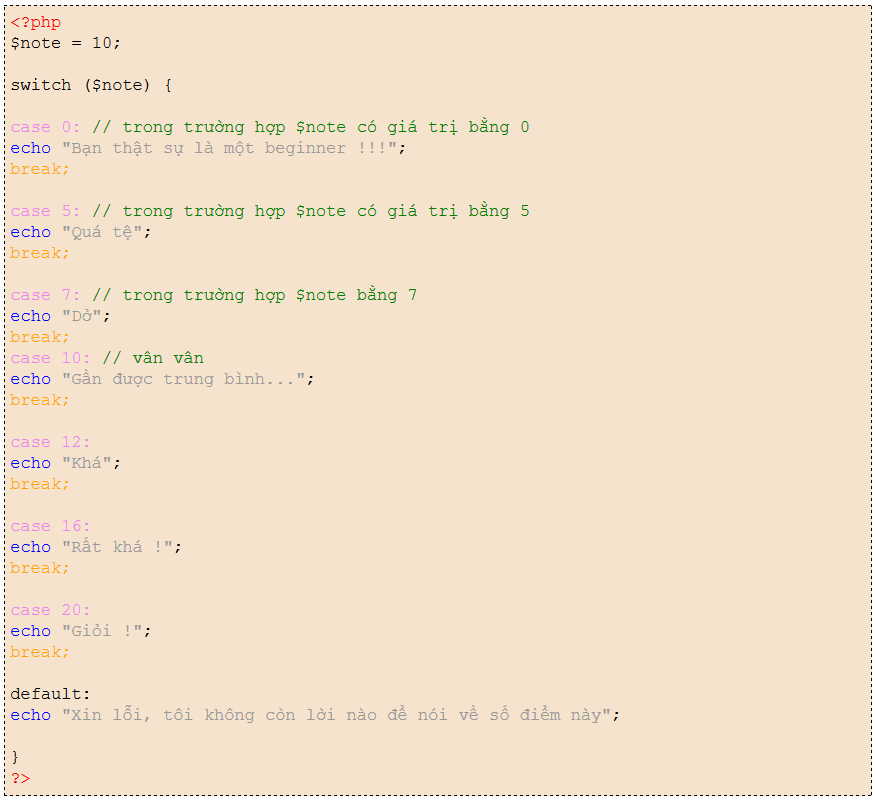 <?php
$note = 10;
switch ($note) {
case 0: // trong trường hợp $note có giá trị bằng 0
echo "Bạn thật sự là một beginner !!!";
break;
case 5: // trong trường hợp $note có giá trị bằng 5
echo "Quá tệ";
break;
case 7: // trong trường hợp $note bằng 7
echo "Dở";
break;
case 10: // vân vân
echo "Gần được trung bình...";
break;
case 12:
echo "Khá";
break;
case 16:
echo "Rất khá !";
break;
case 20:
echo "Giỏi !";
break;
default:
echo "Xin lỗi, tôi không còn lời nào để nói về số điểm này";
}
?>